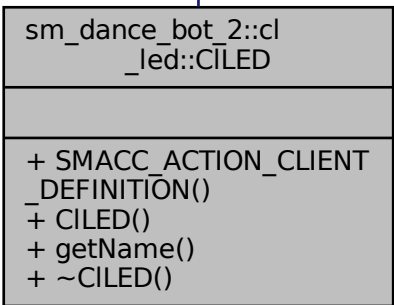 sm_dance_bot_2::cl
_led::ClLED
+ SMACC_ACTION_CLIENT
_DEFINITION()
+ ClLED()
+ getName()
+ ~ClLED()